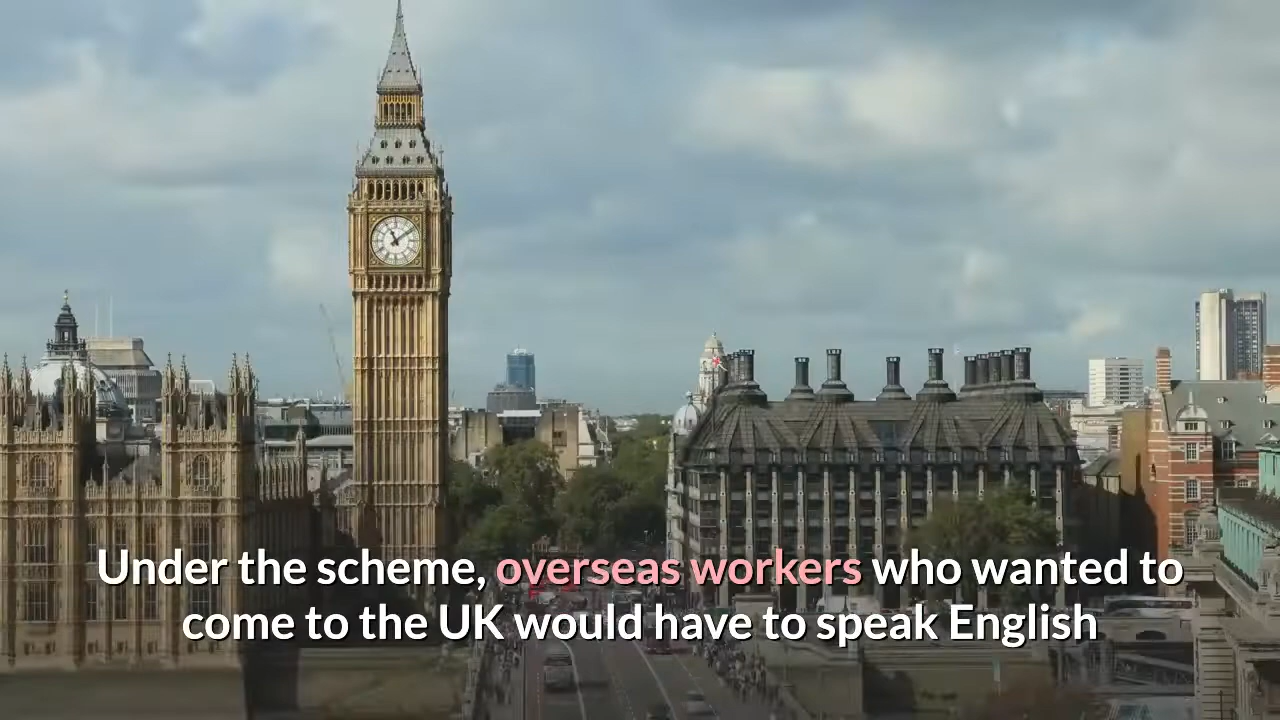 Under the scheme, overseas workers who wanted to
come to the UK would have to speak English